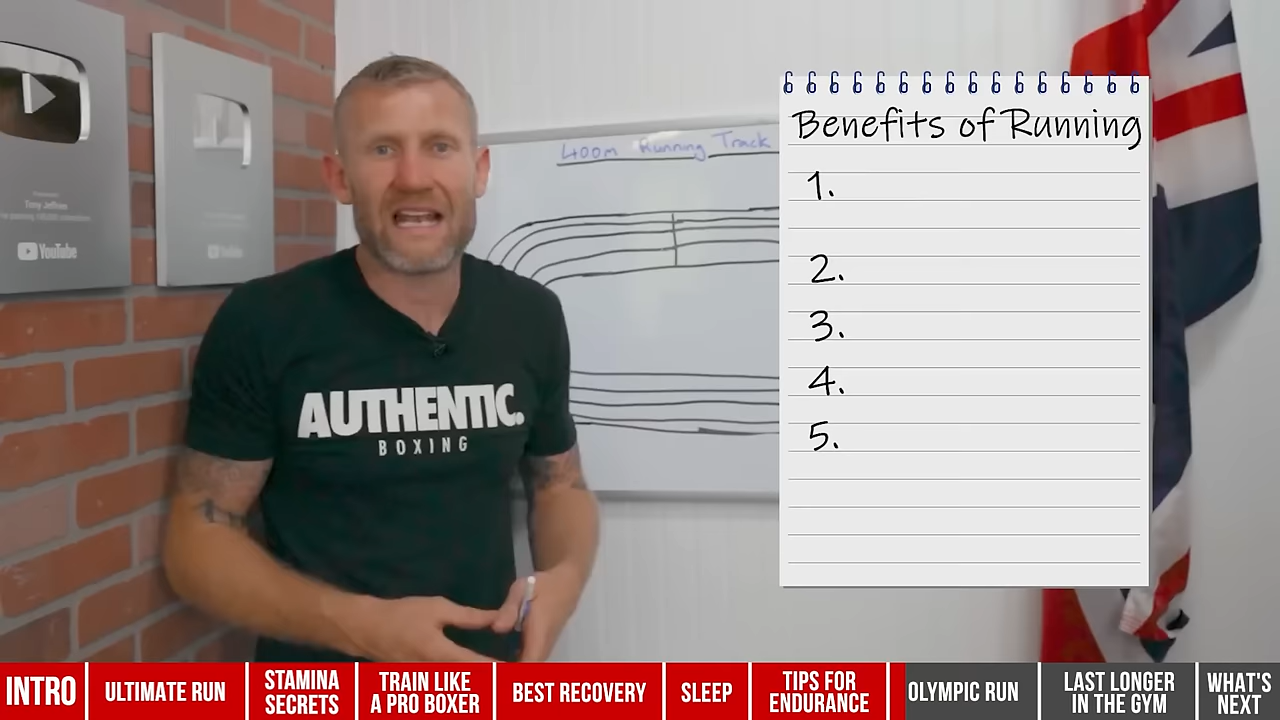 Tony Jeffries
YouTube
400m Running Track
AUTHENTIC.
BOXING
Benefits of Running
1.
2.
3.
4.
5.
INTRO
ULTIMATE RUN
STAMINA
SECRETS
TRAIN LIKE
A PRO BOXER
BEST RECOVERY
SLEEP
TIPS FOR
ENDURANCE
OLYMPIC RUN
LAST LONGER
IN THE GYM
WHAT'S
NEXT